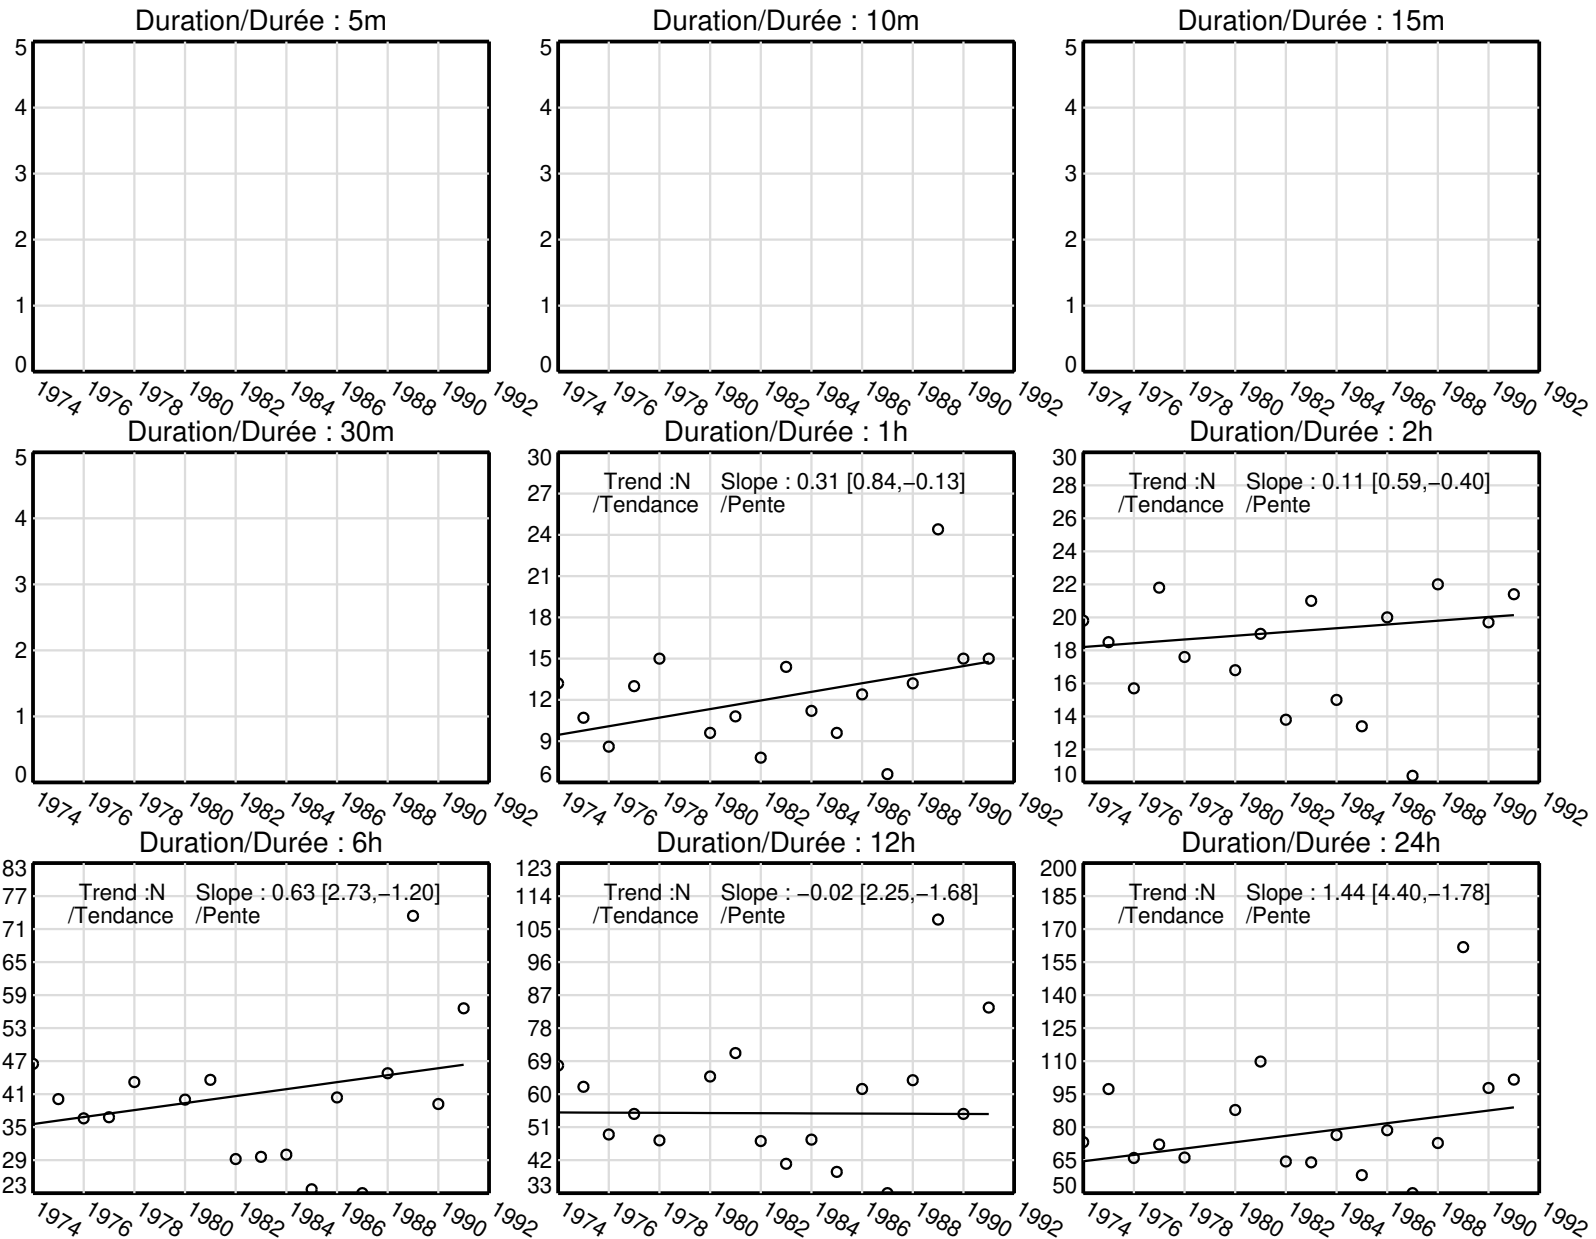 Duration/Durée : 5m
5
4
3
2
1
0
1974 1976 1978 1980 1982 1984 1986 1988 1990 1992
Duration/Durée : 10m
5
4
3
2
1
0
1974 1976 1978 1980 1982 1984 1986 1988 1990 1992
Duration/Durée : 15m
5
4
3
2
1
0
1974 1976 1978 1980 1982 1984 1986 1988 1990 1992
Duration/Durée : 30m
5
4
3
2
1
0
1974 1976 1978 1980 1982 1984 1986 1988 1990 1992
Duration/Durée : 1h
Trend :N Slope : 0.31 [0.84,−0.13]
/Tendance /Pente
30
27
24
21
18
15
12
9
6
1974 1976 1978 1980 1982 1984 1986 1988 1990 1992
Duration/Durée : 2h
Trend :N Slope : 0.11 [0.59,−0.40]
/Tendance /Pente
30
28
26
24
22
20
18
16
14
12
10
1974 1976 1978 1980 1982 1984 1986 1988 1990 1992
Duration/Durée : 6h
Trend :N Slope : 0.63 [2.73,−1.20]
/Tendance /Pente
83
77
71
65
59
53
47
41
35
29
23
1974 1976 1978 1980 1982 1984 1986 1988 1990 1992
Duration/Durée : 12h
Trend :N Slope : −0.02 [2.25,−1.68]
/Tendance /Pente
123
114
105
96
87
78
69
60
51
42
33
1974 1976 1978 1980 1982 1984 1986 1988 1990 1992
Duration/Durée : 24h
Trend :N Slope : 1.44 [4.40,−1.78]
/Tendance /Pente
200
185
170
155
140
125
110
95
80
65
50
1974 1976 1978 1980 1982 1984 1986 1988 1990 1992